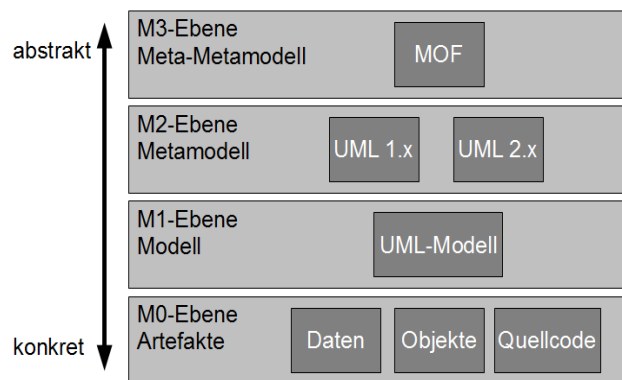 abstrakt
M3-Ebene
Meta-Metamodell
MOF
M2-Ebene
Metamodell
UML 1.x
UML 2.x
M1-Ebene
Modell
UML-Modell
konkret
M0-Ebene
Artefakte
Daten
Objekte
Quellcode